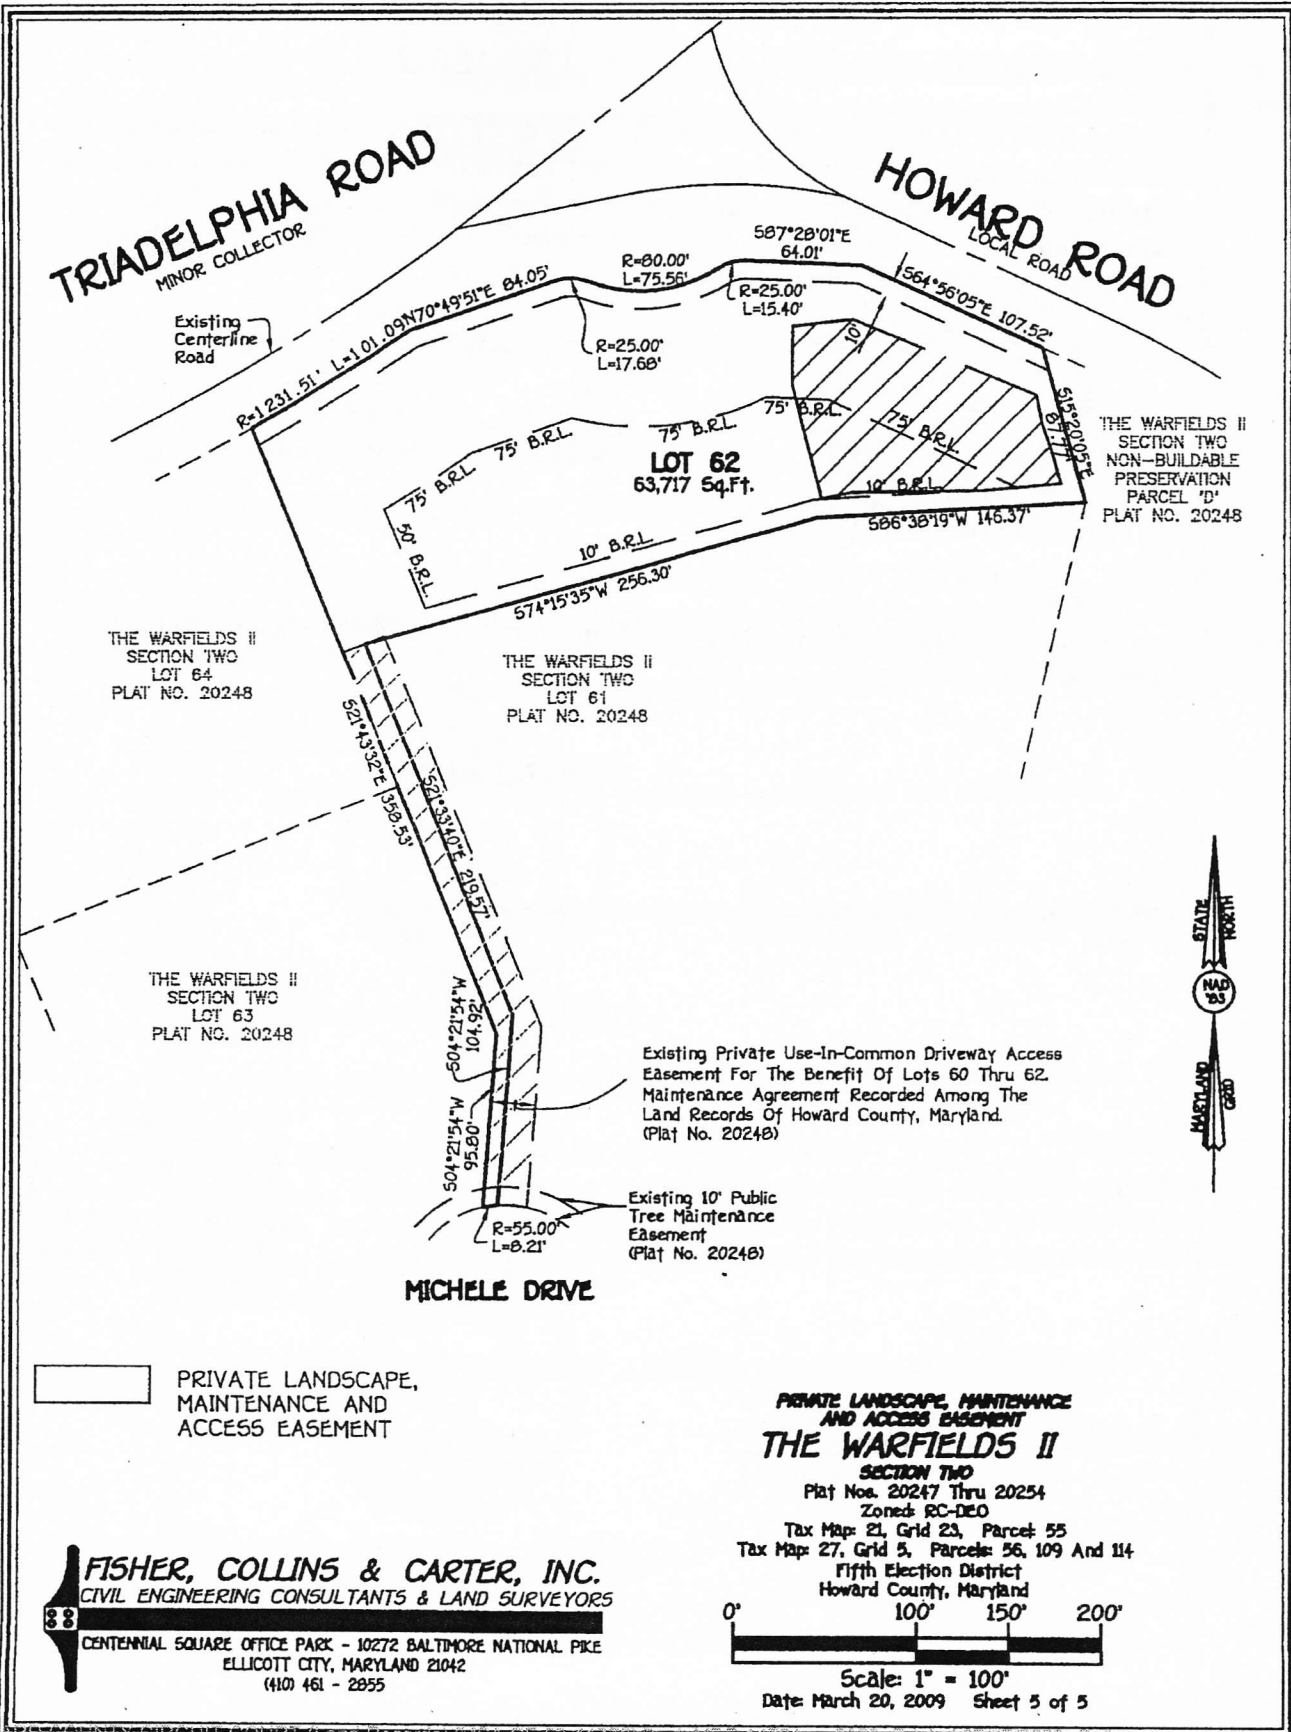 TRIADELPHIA ROAD
MINOR COLLECTOR
HOWARD ROAD
LOCAL ROAD
Existing
Centerline
Road
R=1231.51' L=101.09'
N70°49'51"E 84.05'
R=25.00'
L=17.68'
R=80.00'
L=75.56'
R=25.00'
L=15.40'
S87°28'01"E
64.01'
S64°56'05"E 107.52'
10'
S15°20'05"E
87.77'
THE WARFIELDS II
SECTION TWO
NON-BUILDABLE
PRESERVATION
PARCEL 'D'
PLAT NO. 20248
75' B.R.L.
75' B.R.L.
75' B.R.L.
75' B.R.L.
75' B.R.L.
50' B.R.L.
LOT 62
63,717 Sq.Ft.
10' B.R.L.
10' B.R.L.
S86°38'19"W 146.37'
S74°15'35"W 256.30'
THE WARFIELDS II
SECTION TWO
LOT 64
PLAT NO. 20248
THE WARFIELDS II
SECTION TWO
LOT 61
PLAT NO. 20248
S21°43'32"E 358.53'
S21°33'40"E 219.57'
THE WARFIELDS II
SECTION TWO
LOT 63
PLAT NO. 20248
S04°21'54"W
104.92'
S04°21'54"W
95.80'
Existing Private Use-In-Common Driveway Access
Easement For The Benefit Of Lots 60 Thru 62.
Maintenance Agreement Recorded Among The
Land Records Of Howard County, Maryland.
(Plat No. 20248)
Existing 10' Public
Tree Maintenance
Easement
(Plat No. 20248)
R=55.00'
L=8.21'
MICHELE DRIVE
STATE
NORTH
NAD
'83
MARYLAND
GRID
PRIVATE LANDSCAPE,
MAINTENANCE AND
ACCESS EASEMENT
PRIVATE LANDSCAPE, MAINTENANCE
AND ACCESS EASEMENT
THE WARFIELDS II
SECTION TWO
Plat Nos. 20247 Thru 20254
Zoned: RC-DEO
Tax Map: 21, Grid 23, Parcel: 55
Tax Map: 27, Grid 5, Parcels: 56, 109 And 114
Fifth Election District
Howard County, Maryland
0' 100' 150' 200'
Scale: 1" = 100'
Date: March 20, 2009 Sheet 5 of 5
FISHER, COLLINS & CARTER, INC.
CIVIL ENGINEERING CONSULTANTS & LAND SURVEYORS
CENTENNIAL SQUARE OFFICE PARK - 10272 BALTIMORE NATIONAL PIKE
ELLICOTT CITY, MARYLAND 21042
(410) 461 - 2855